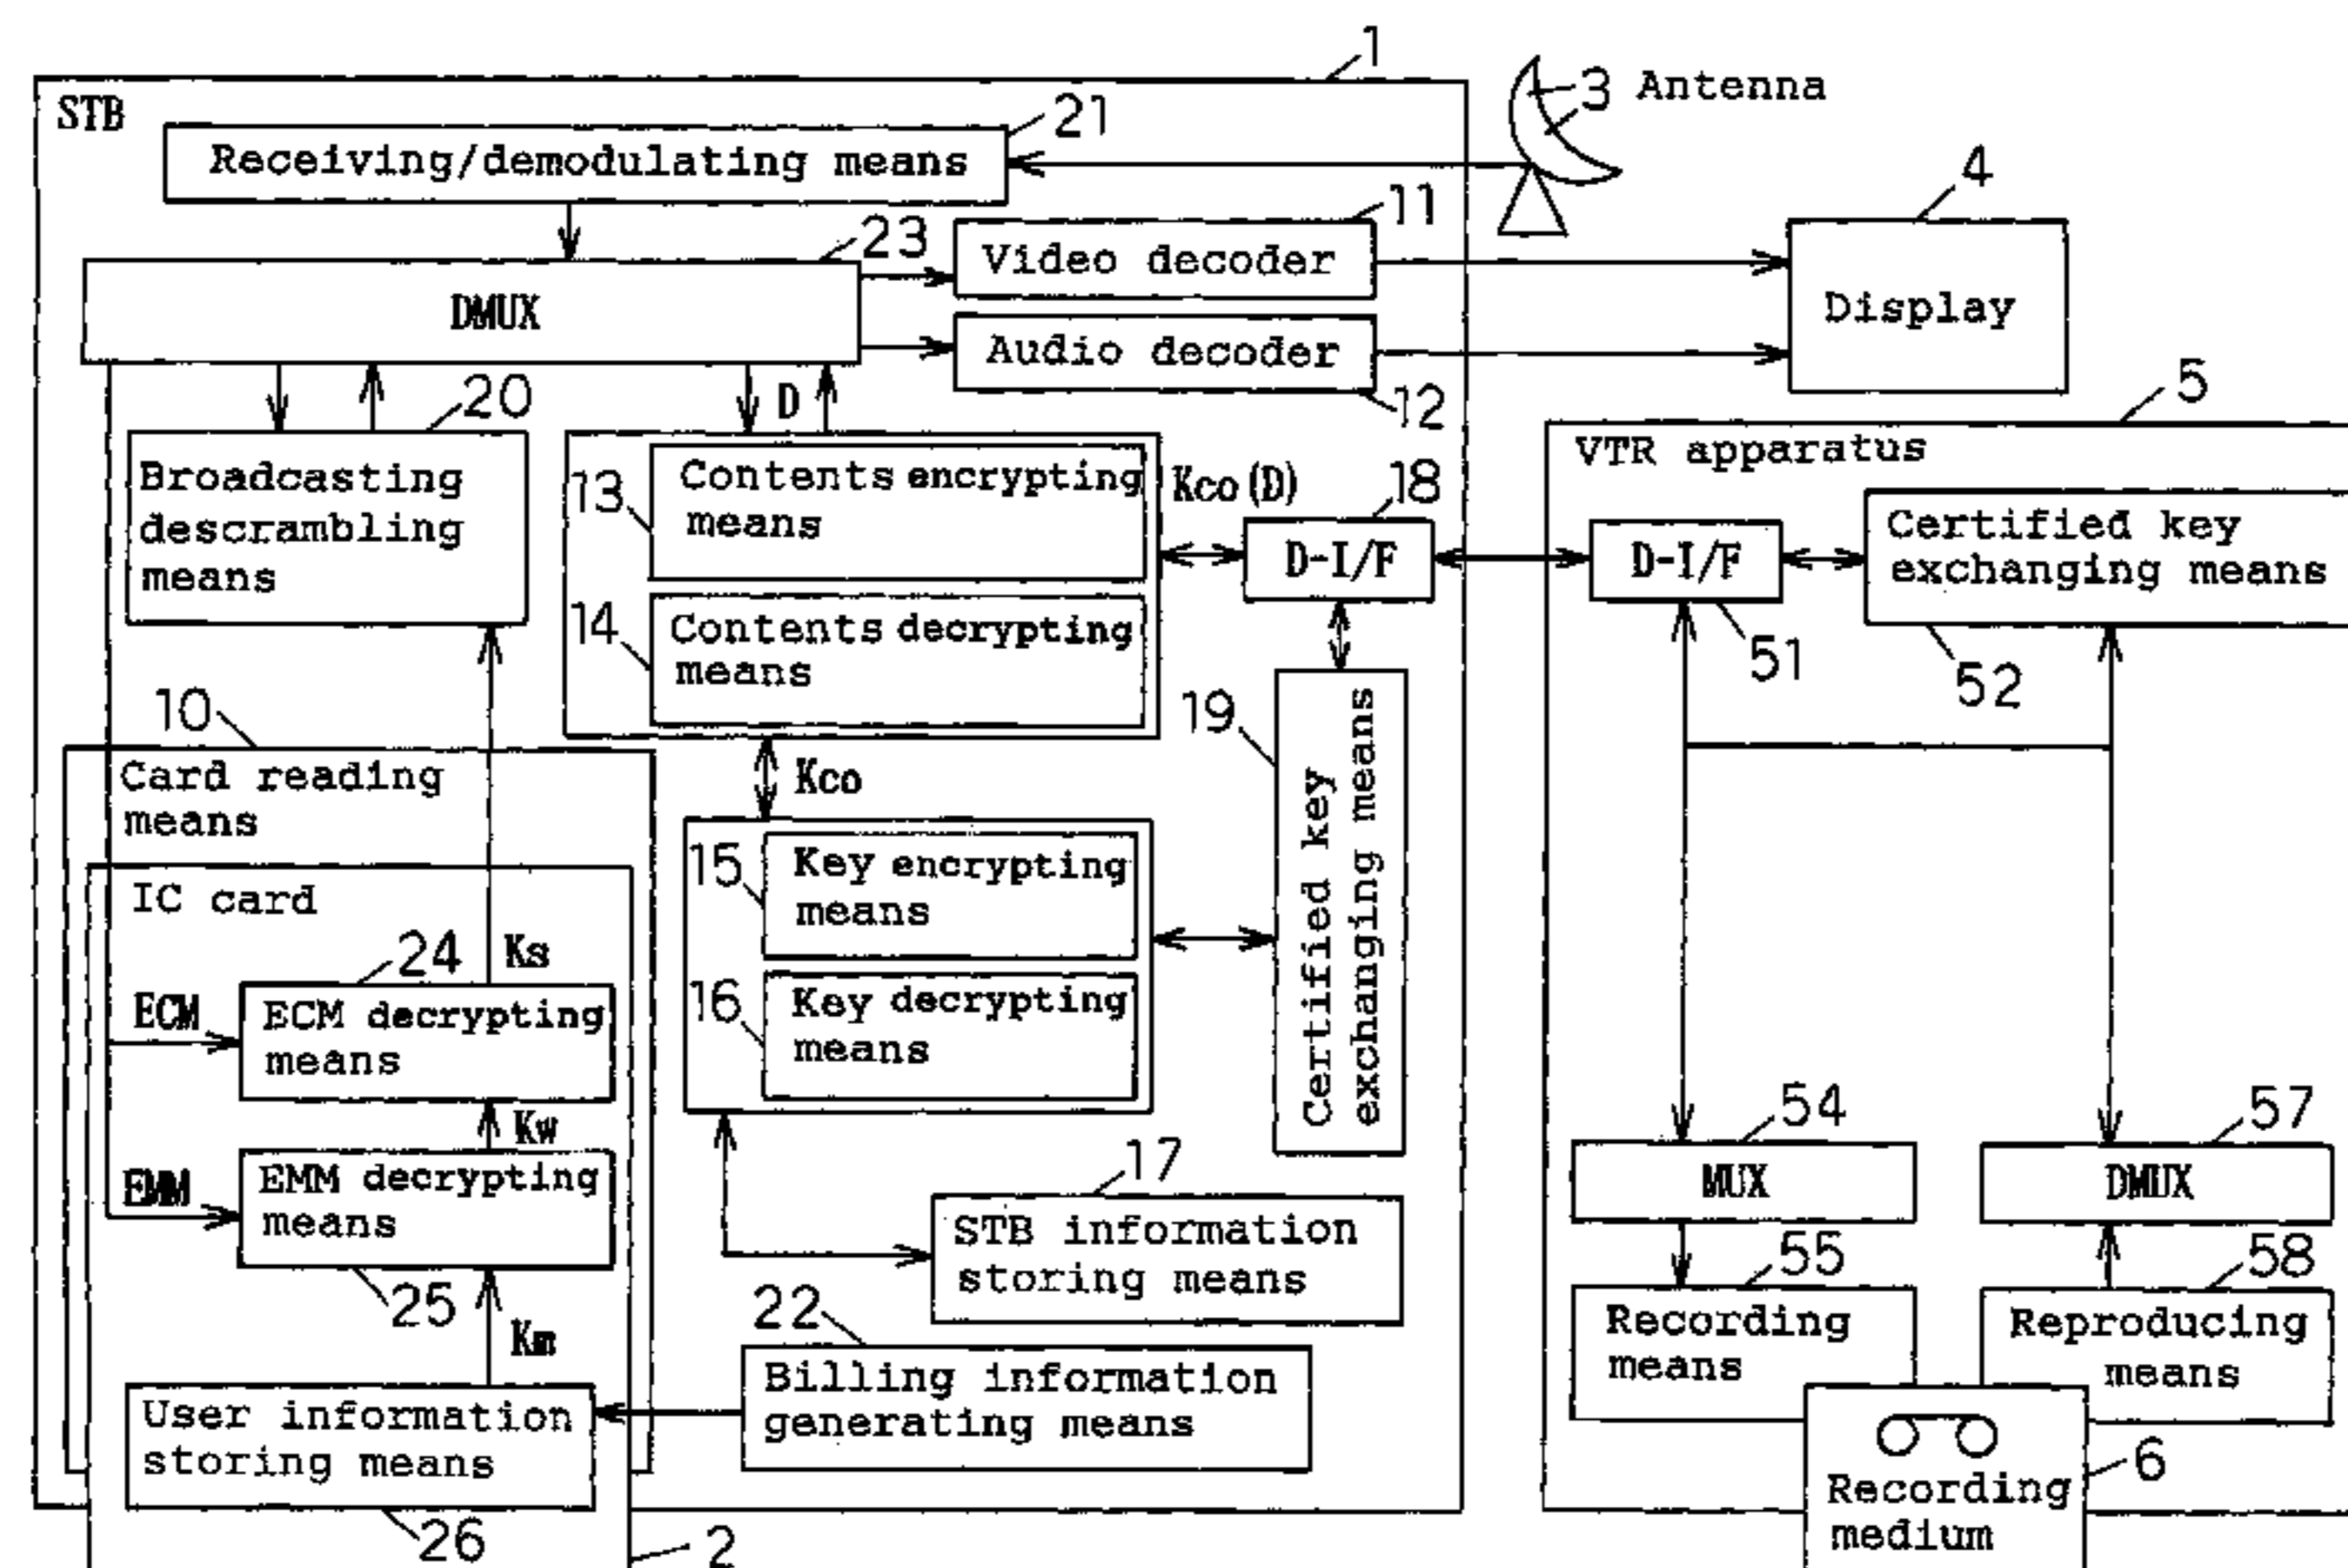 1
STB
21
3 Antenna
Receiving/demodulating means
4
11
23
Video decoder
DMUX
Display
Audio decoder
12
5
20
D
VTR apparatus
Broadcasting
descrambling
means
13
Contents encrypting
means
Kco(D)
18
D-I/F
D-I/F
Certified key
exchanging means
14
Contents decrypting
means
51
52
10
19
Card reading
means
Kco
Certified key
exchanging means
15
Key encrypting
means
IC card
24
Ks
16
Key decrypting
means
ECM
ECM decrypting
means
Kw
54
57
17
MUX
DMUX
EMM
EMM decrypting
means
STB information
storing means
55
58
25
22
Km
Recording
means
Reproducing
means
Billing information
generating means
User information
storing means
6
Recording
medium
26
2